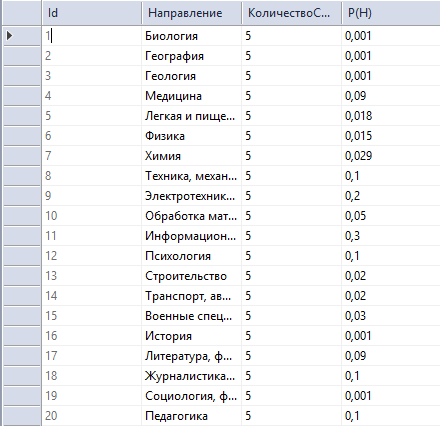 Id Направление КоличествоС... P(H)
1 Биология 5 0,001
2 География 5 0,001
3 Геология 5 0,001
4 Медицина 5 0,09
5 Легкая и пище... 5 0,018
6 Физика 5 0,015
7 Химия 5 0,029
8 Техника, механ... 5 0,1
9 Электротехник... 5 0,2
10 Обработка мат... 5 0,05
11 Информацион... 5 0,3
12 Психология 5 0,1
13 Строительство 5 0,02
14 Транспорт, ав... 5 0,02
15 Военные спец... 5 0,03
16 История 5 0,001
17 Литература, ф... 5 0,09
18 Журналистика... 5 0,1
19 Социология, ф... 5 0,001
20 Педагогика 5 0,1